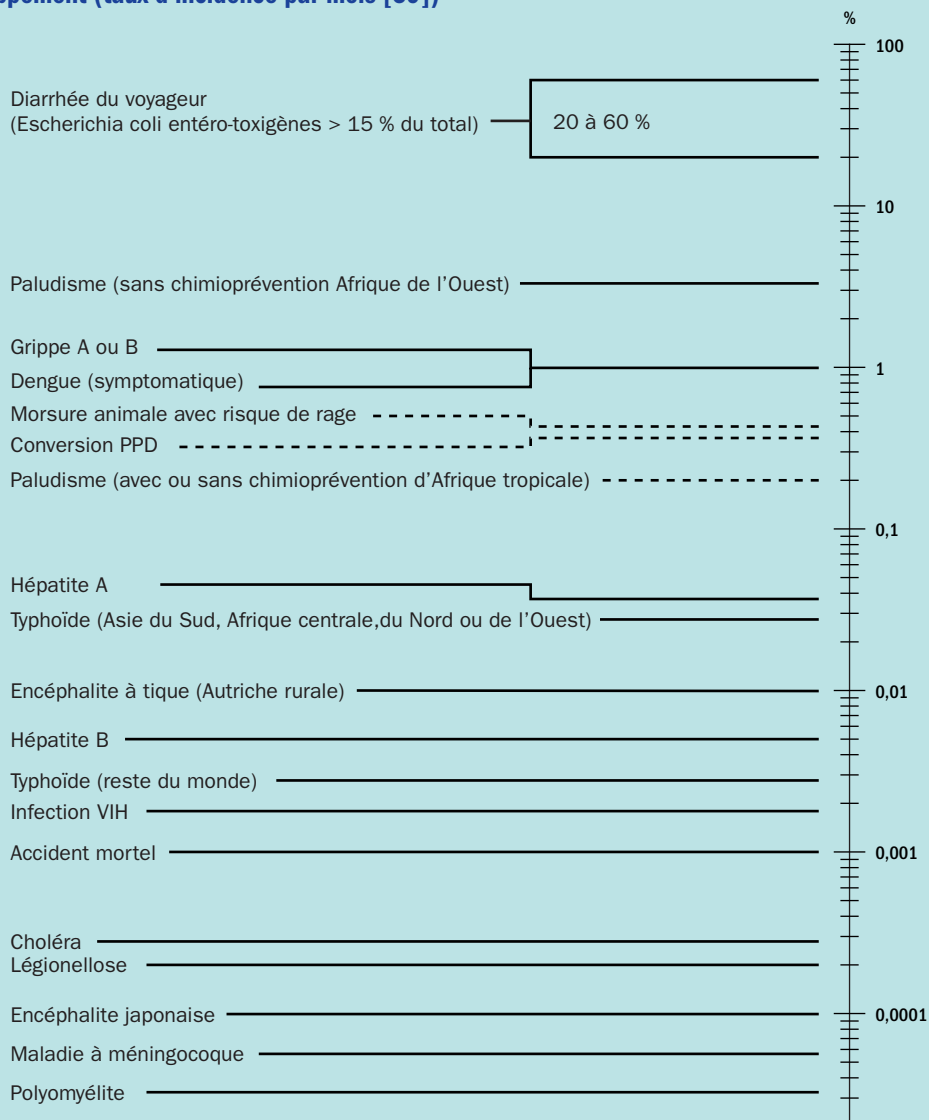 (taux d'incidence par mois
%
100
Diarrhée du voyageur
(Escherichia coli entéro-toxigènes > 15 % du total)
20 à 60 %
10
Paludisme (sans chimioprévention Afrique de l'Ouest)
Grippe A ou B
1
Dengue (symptomatique)
Morsure animale avec risque de rage
Conversion PPD
Paludisme (avec ou sans chimioprévention d'Afrique tropicale)
0,1
Hépatite A
Typhoïde (Asie du Sud, Afrique centrale,du Nord ou de l'Ouest)
Encéphalite à tique (Autriche rurale)
0,01
Hépatite B
Typhoïde (reste du monde)
Infection VIH
Accident mortel
0,001
Choléra
Légionellose
Encéphalite japonaise
0,0001
Maladie à méningocoque
Polyomyélite